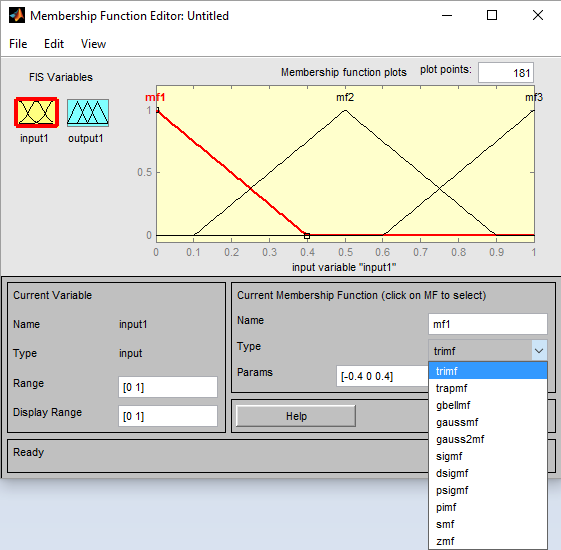 Membership Function Editor: Untitled
File Edit View
FIS Variables
Membership function plots plot points: 181
input1 output1
mf1 mf2 mf3
1
0.5
0
0 0.1 0.2 0.3 0.4 0.5 0.6 0.7 0.8 0.9 1
input variable "input1"
Current Variable
Name input1
Type input
Range [0 1]
Display Range [0 1]
Current Membership Function (click on MF to select)
Name mf1
Type trimf
Params [-0.4 0 0.4]
trimf
trapmf
gbellmf
gaussmf
gauss2mf
sigmf
dsigmf
psigmf
pimf
smf
zmf
Help
Ready